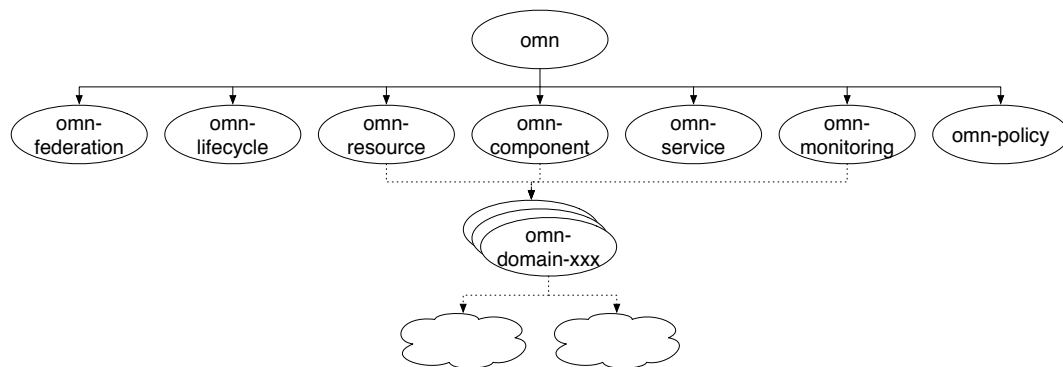 omn
omn-
federation
omn-
lifecycle
omn-
resource
omn-
component
omn-
service
omn-
monitoring
omn-policy
omn-
domain-xxx